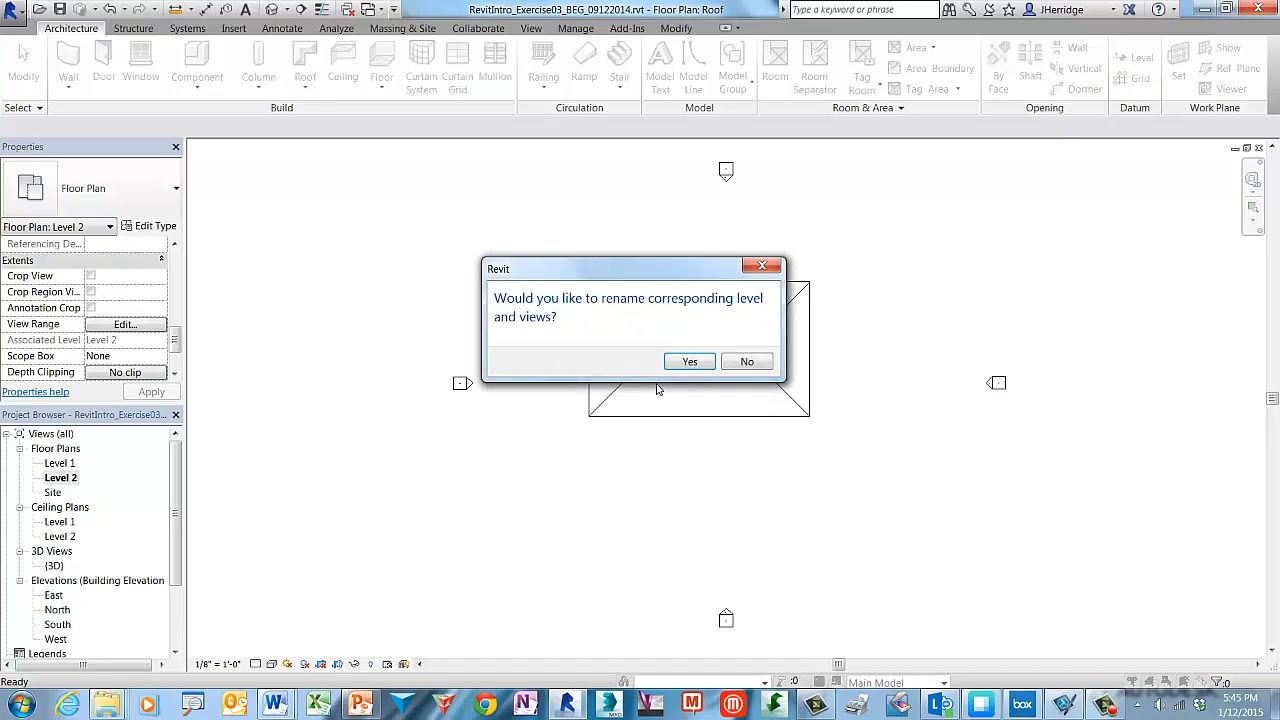 RevitIntro_Exercise03_BEG_09122014.rvt - Floor Plan: Roof
Type a keyword or phrase
JHerridge
Architecture Structure Systems Insert Annotate Analyze Massing & Site Collaborate View Manage Add-Ins Modify
Modify Wall Door Window Component Column Roof Ceiling Floor Curtain System Curtain Grid Mullion Railing Ramp Stair Model Text Model Line Model Group Room Room Separator Tag Room Area Area Boundary Tag Area By Face Shaft Wall Vertical Dormer Level Grid Set Show Ref Plane Viewer
Select Build Circulation Model Room & Area Opening Datum Work Plane
Properties
Floor Plan
Floor Plan: Level 2 Edit Type
Referencing De...
Extents
Crop View
Crop Region Vi...
Annotation Crop
View Range Edit...
Associated Level Level 2
Scope Box None
Depth Clipping No clip
Properties help Apply
Project Browser - RevitIntro_Exercise03...
Views (all)
Floor Plans
Level 1
Level 2
Site
Ceiling Plans
Level 1
Level 2
3D Views
{3D}
Elevations (Building Elevation
East
North
South
West
Legends
Revit
Would you like to rename corresponding level
and views?
Yes No
1/8" = 1'-0"
Ready
:0
Main Model
:0
box
5:45 PM
1/12/2015